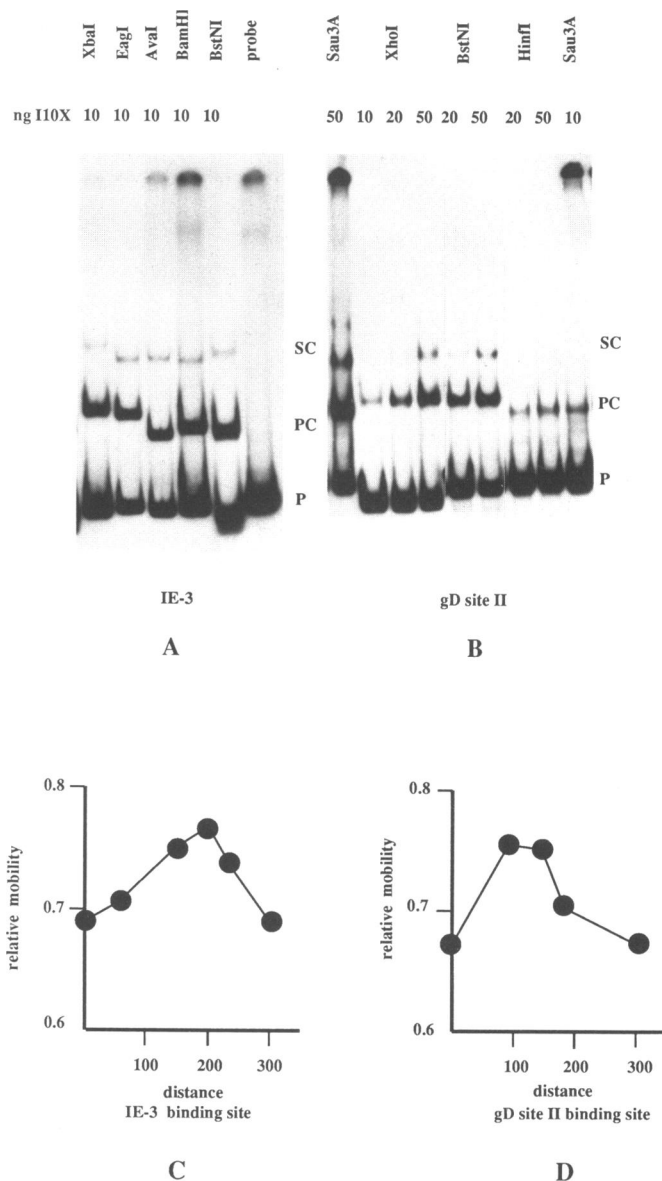 XbaI EagI AvaI BamHI BstNI probe
ng I10X 10 10 10 10 10
SC
PC
P
IE-3
A
Sau3A XhoI BstNI HinfI Sau3A
50 10 20 50 20 50 20 50 10
SC
PC
P
gD site II
B
0.8
0.7
0.6
relative mobility
100 200 300
distance
IE-3 binding site
C
0.8
0.7
0.6
relative mobility
100 200 300
distance
gD site II binding site
D